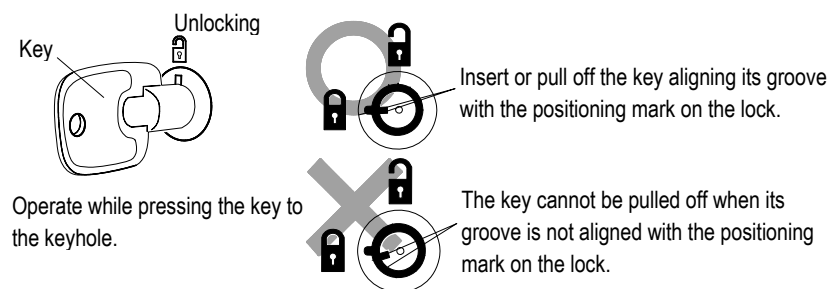 Unlocking
Key
Operate while pressing the key to
the keyhole.
Insert or pull off the key aligning its groove
with the positioning mark on the lock.
The key cannot be pulled off when its
groove is not aligned with the positioning
mark on the lock.